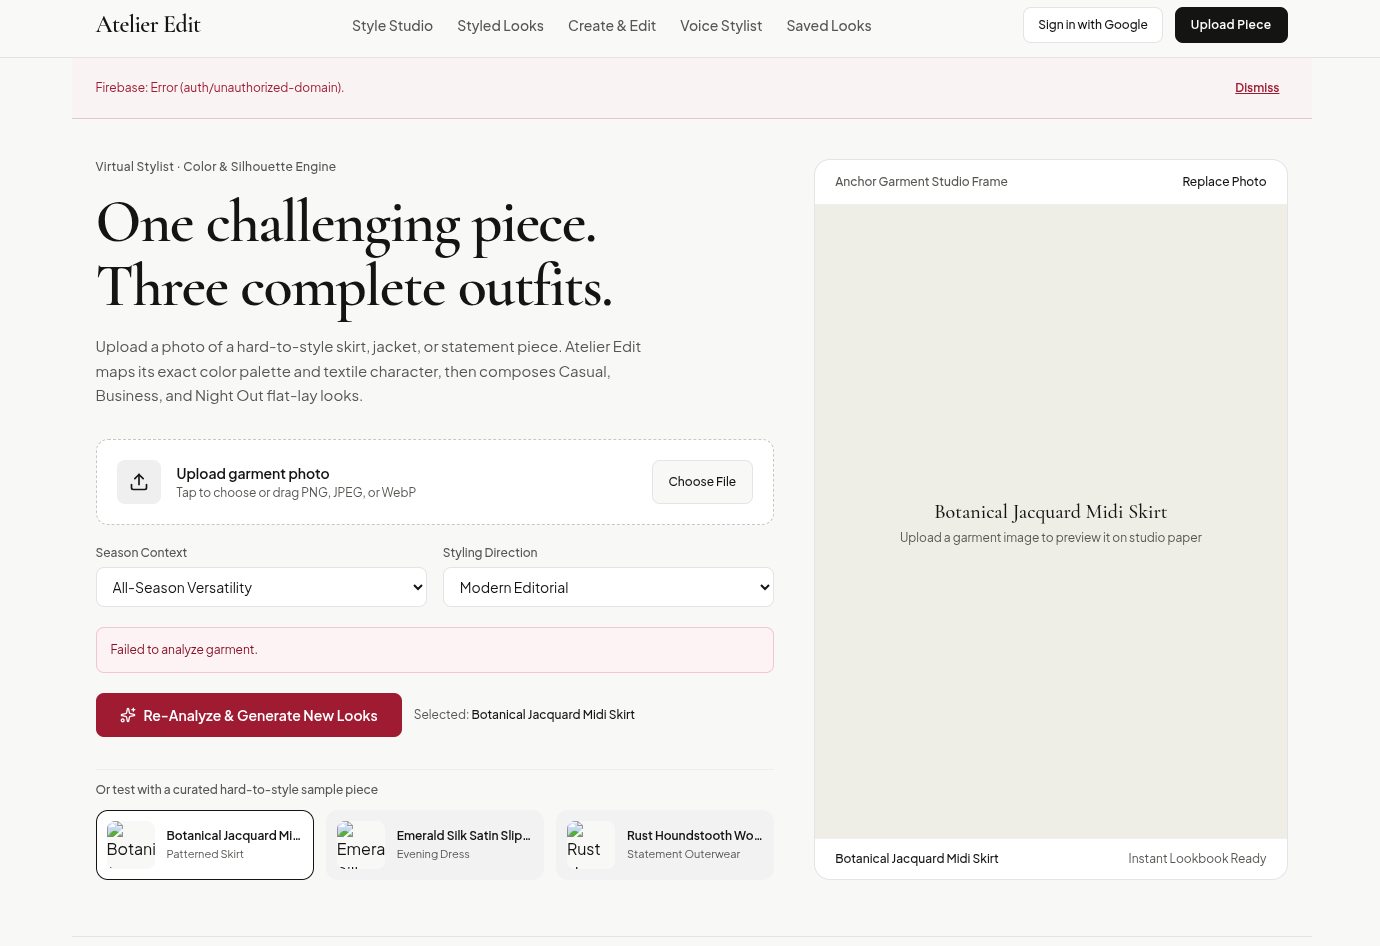 Atelier Edit
Style Studio
Styled Looks
Create & Edit
Voice Stylist
Saved Looks
Sign in with Google
Upload Piece
Firebase: Error (auth/unauthorized-domain).
Dismiss
Virtual Stylist · Color & Silhouette Engine
One challenging piece.
Three complete outfits.
Upload a photo of a hard-to-style skirt, jacket, or statement piece. Atelier Edit
maps its exact color palette and textile character, then composes Casual,
Business, and Night Out flat-lay looks.
Upload garment photo
Tap to choose or drag PNG, JPEG, or WebP
Choose File
Season Context
Styling Direction
All-Season Versatility
Modern Editorial
Failed to analyze garment.
Re-Analyze & Generate New Looks
Selected: Botanical Jacquard Midi Skirt
Or test with a curated hard-to-style sample piece
Botani
Botanical Jacquard Mi...
Patterned Skirt
Emera
Emerald Silk Satin Slip...
Evening Dress
Rust
Rust Houndstooth Wo...
Statement Outerwear
Anchor Garment Studio Frame
Replace Photo
Botanical Jacquard Midi Skirt
Upload a garment image to preview it on studio paper
Botanical Jacquard Midi Skirt
Instant Lookbook Ready